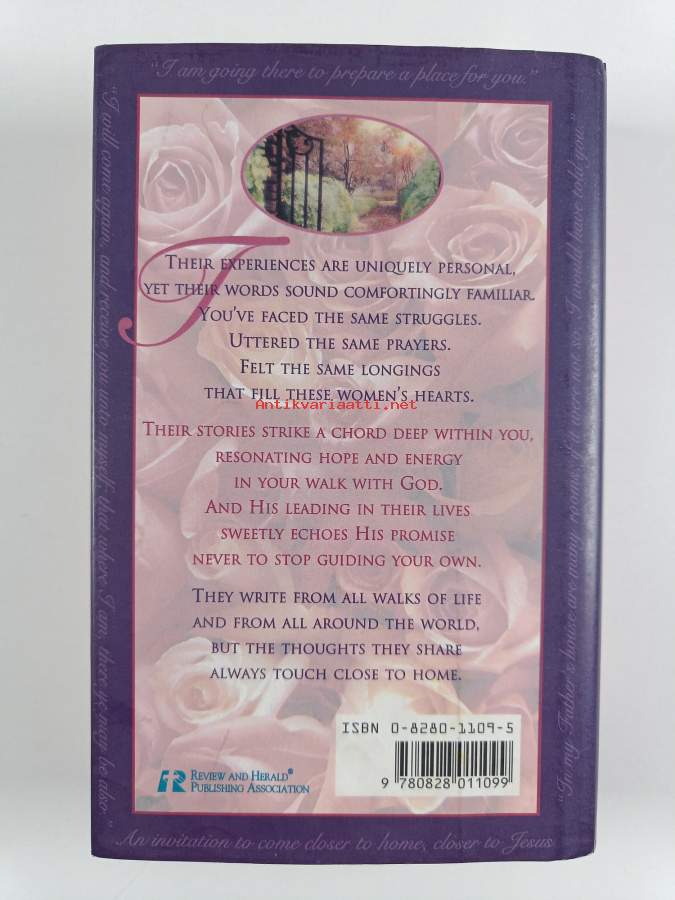 "I am going there to prepare a place for you."
"I will come again, and receive you unto myself; that where I am, there ye may be also."
"In my Father's house are many rooms; if it were not so, I would have told you."
THEIR EXPERIENCES ARE UNIQUELY PERSONAL,
YET THEIR WORDS SOUND COMFORTINGLY FAMILIAR.
YOU'VE FACED THE SAME STRUGGLES.
UTTERED THE SAME PRAYERS.
FELT THE SAME LONGINGS
THAT FILL THESE WOMEN'S HEARTS.
Antikvariaatti.net
THEIR STORIES STRIKE A CHORD DEEP WITHIN YOU,
RESONATING HOPE AND ENERGY
IN YOUR WALK WITH GOD.
AND HIS LEADING IN THEIR LIVES
SWEETLY ECHOES HIS PROMISE
NEVER TO STOP GUIDING YOUR OWN.
THEY WRITE FROM ALL WALKS OF LIFE
AND FROM ALL AROUND THE WORLD,
BUT THE THOUGHTS THEY SHARE
ALWAYS TOUCH CLOSE TO HOME.
ISBN 0-8280-1109-5
9 780828 011099
REVIEW AND HERALD®
PUBLISHING ASSOCIATION
An invitation to come closer to home, closer to Jesus